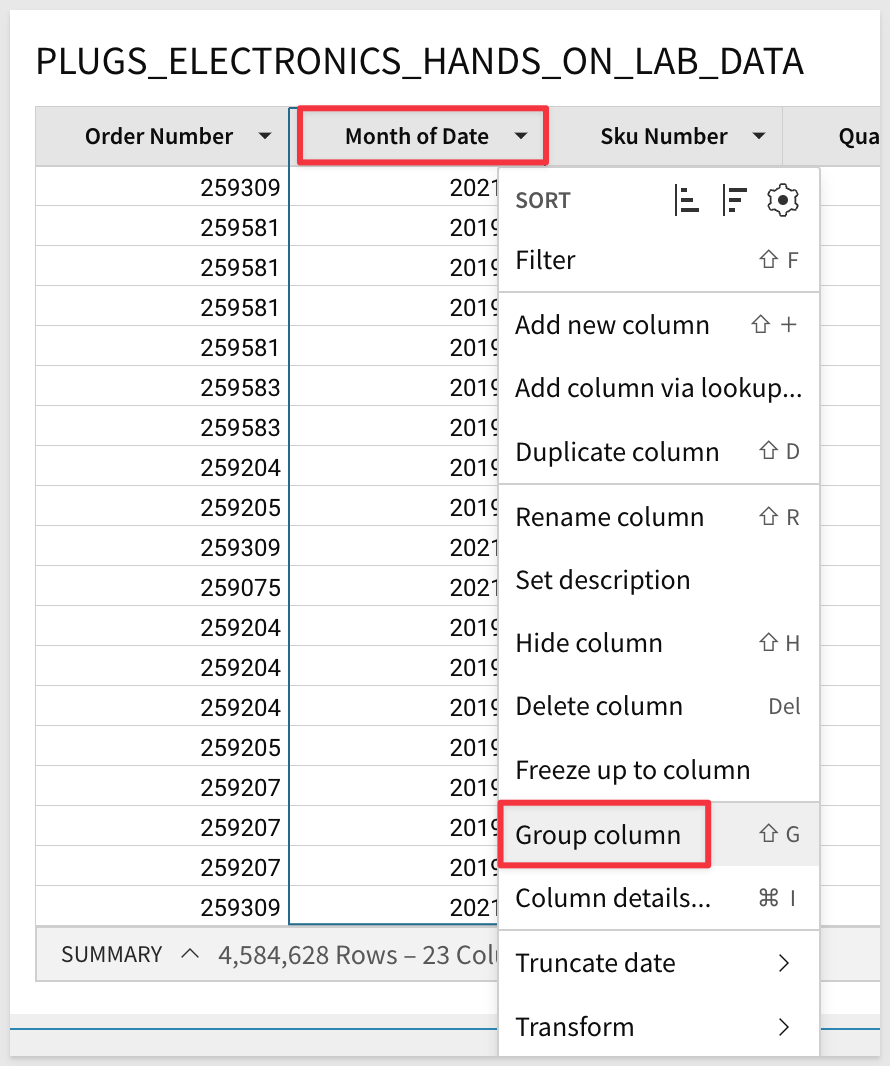 PLUGS_ELECTRONICS_HANDS_ON_LAB_DATA
Order Number Month of Date Sku Number Qua
259309 2021
259581 2019
259581 2019
259581 2019
259581 2019
259583 2019
259583 2019
259204 2019
259205 2019
259309 2021
259075 2021
259204 2019
259204 2019
259204 2019
259205 2019
259207 2019
259207 2019
259207 2019
259309 2021
SUMMARY 4,584,628 Rows – 23 Colu
SORT
Filter ⇧ F
Add new column ⇧ +
Add column via lookup...
Duplicate column ⇧ D
Rename column ⇧ R
Set description
Hide column ⇧ H
Delete column Del
Freeze up to column
Group column ⇧ G
Column details... ⌘ I
Truncate date
Transform